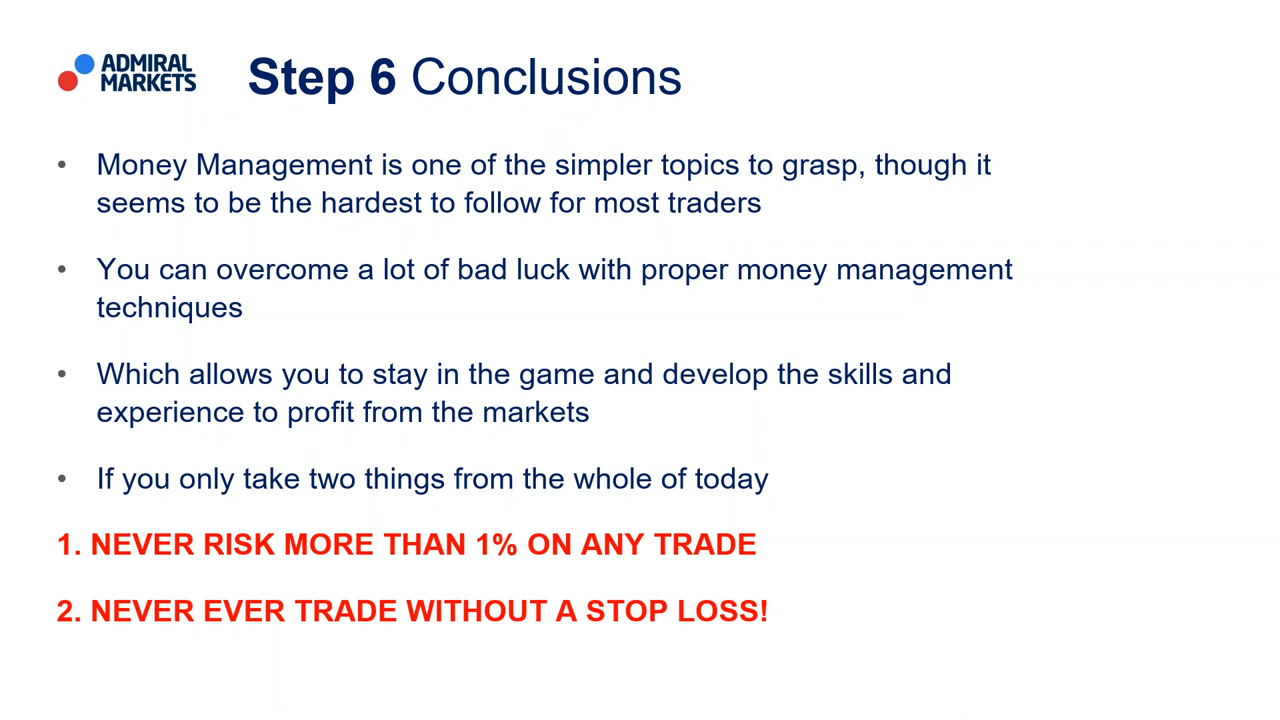 ADMIRAL
MARKETS
Step 6 Conclusions
• Money Management is one of the simpler topics to grasp, though it
seems to be the hardest to follow for most traders
• You can overcome a lot of bad luck with proper money management
techniques
• Which allows you to stay in the game and develop the skills and
experience to profit from the markets
• If you only take two things from the whole of today
1. NEVER RISK MORE THAN 1% ON ANY TRADE
2. NEVER EVER TRADE WITHOUT A STOP LOSS!